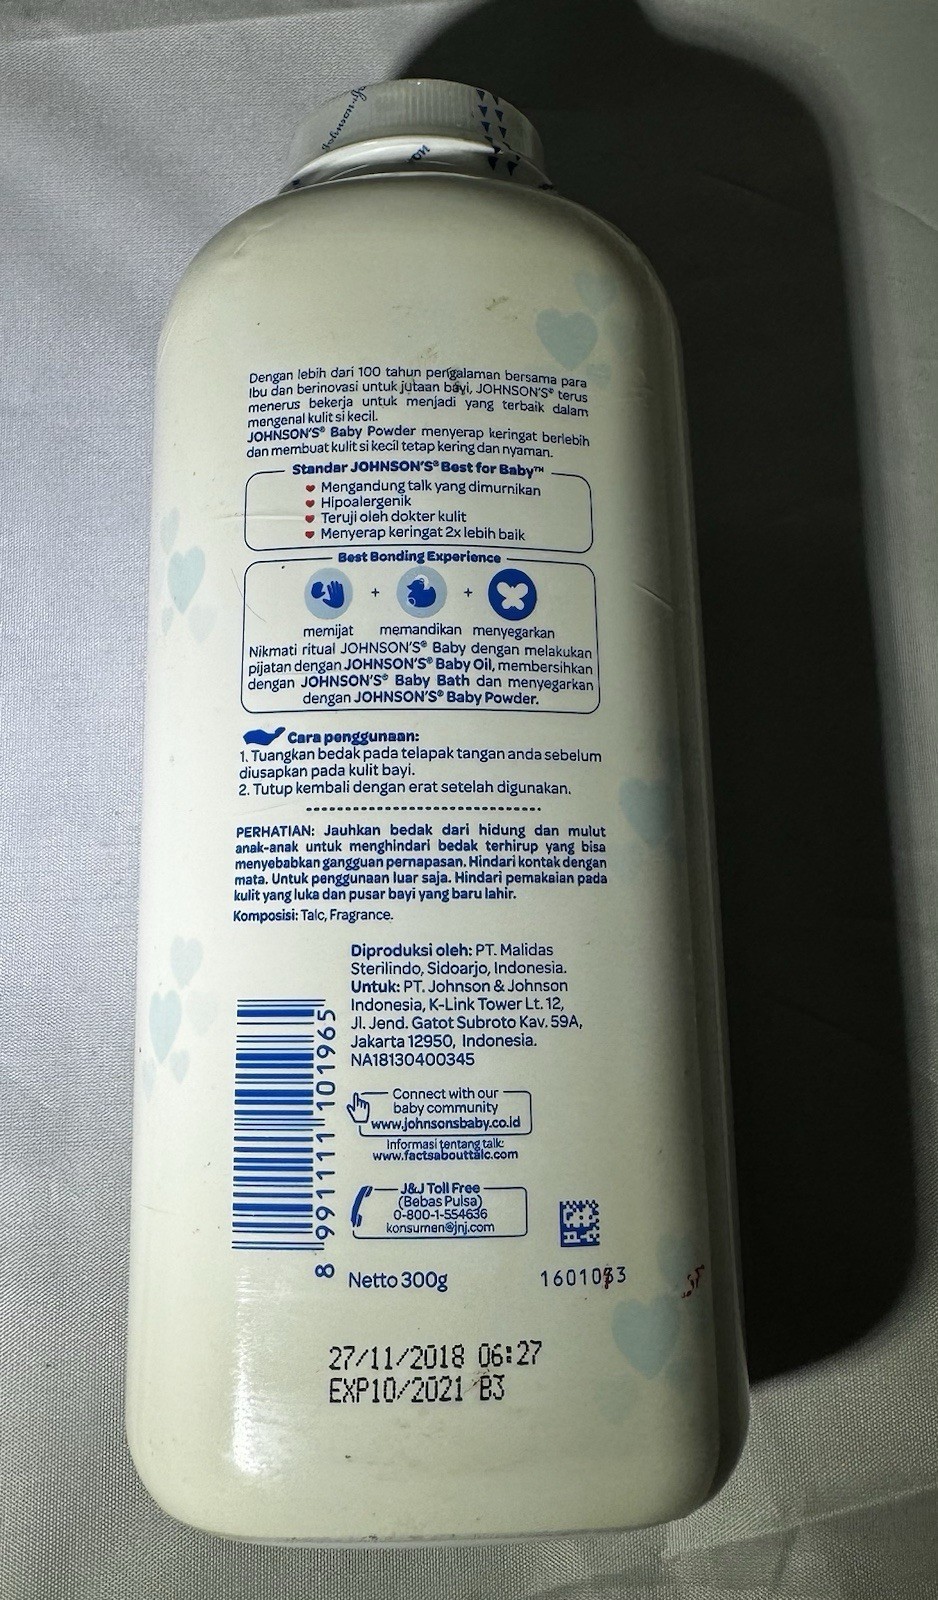 Johnson's
Dengan lebih dari 100 tahun pengalaman bersama para
Ibu dan berinovasi untuk jutaan bayi, JOHNSON'S® terus
menerus bekerja untuk menjadi yang terbaik dalam
mengenal kulit si kecil.
JOHNSON'S® Baby Powder menyerap keringat berlebih
dan membuat kulit si kecil tetap kering dan nyaman.
Standar JOHNSON'S® Best for Baby™
Mengandung talk yang dimurnikan
Hipoalergenik
Teruji oleh dokter kulit
Menyerap keringat 2x lebih baik
Best Bonding Experience
+ +
memijat memandikan menyegarkan
Nikmati ritual JOHNSON'S® Baby dengan melakukan
pijatan dengan JOHNSON'S® Baby Oil, membersihkan
dengan JOHNSON'S® Baby Bath dan menyegarkan
dengan JOHNSON'S® Baby Powder.
Cara penggunaan:
1. Tuangkan bedak pada telapak tangan anda sebelum
diusapkan pada kulit bayi.
2. Tutup kembali dengan erat setelah digunakan.
PERHATIAN: Jauhkan bedak dari hidung dan mulut
anak-anak untuk menghindari bedak terhirup yang bisa
menyebabkan gangguan pernapasan. Hindari kontak dengan
mata. Untuk penggunaan luar saja. Hindari pemakaian pada
kulit yang luka dan pusar bayi yang baru lahir.
Komposisi: Talc, Fragrance.
Diproduksi oleh: PT. Malidas
Sterilindo, Sidoarjo, Indonesia.
Untuk: PT. Johnson & Johnson
Indonesia, K-Link Tower Lt. 12,
Jl. Jend. Gatot Subroto Kav. 59A,
Jakarta 12950, Indonesia.
NA18130400345
8 991111 101965
Connect with our
baby community
www.johnsonsbaby.co.id
Informasi tentang talk:
www.factsabouttalc.com
J&J Toll Free
(Bebas Pulsa)
0-800-1-554636
konsumen@jnj.com
Netto 300g
27/11/2018 06:27
EXP10/2021 B3